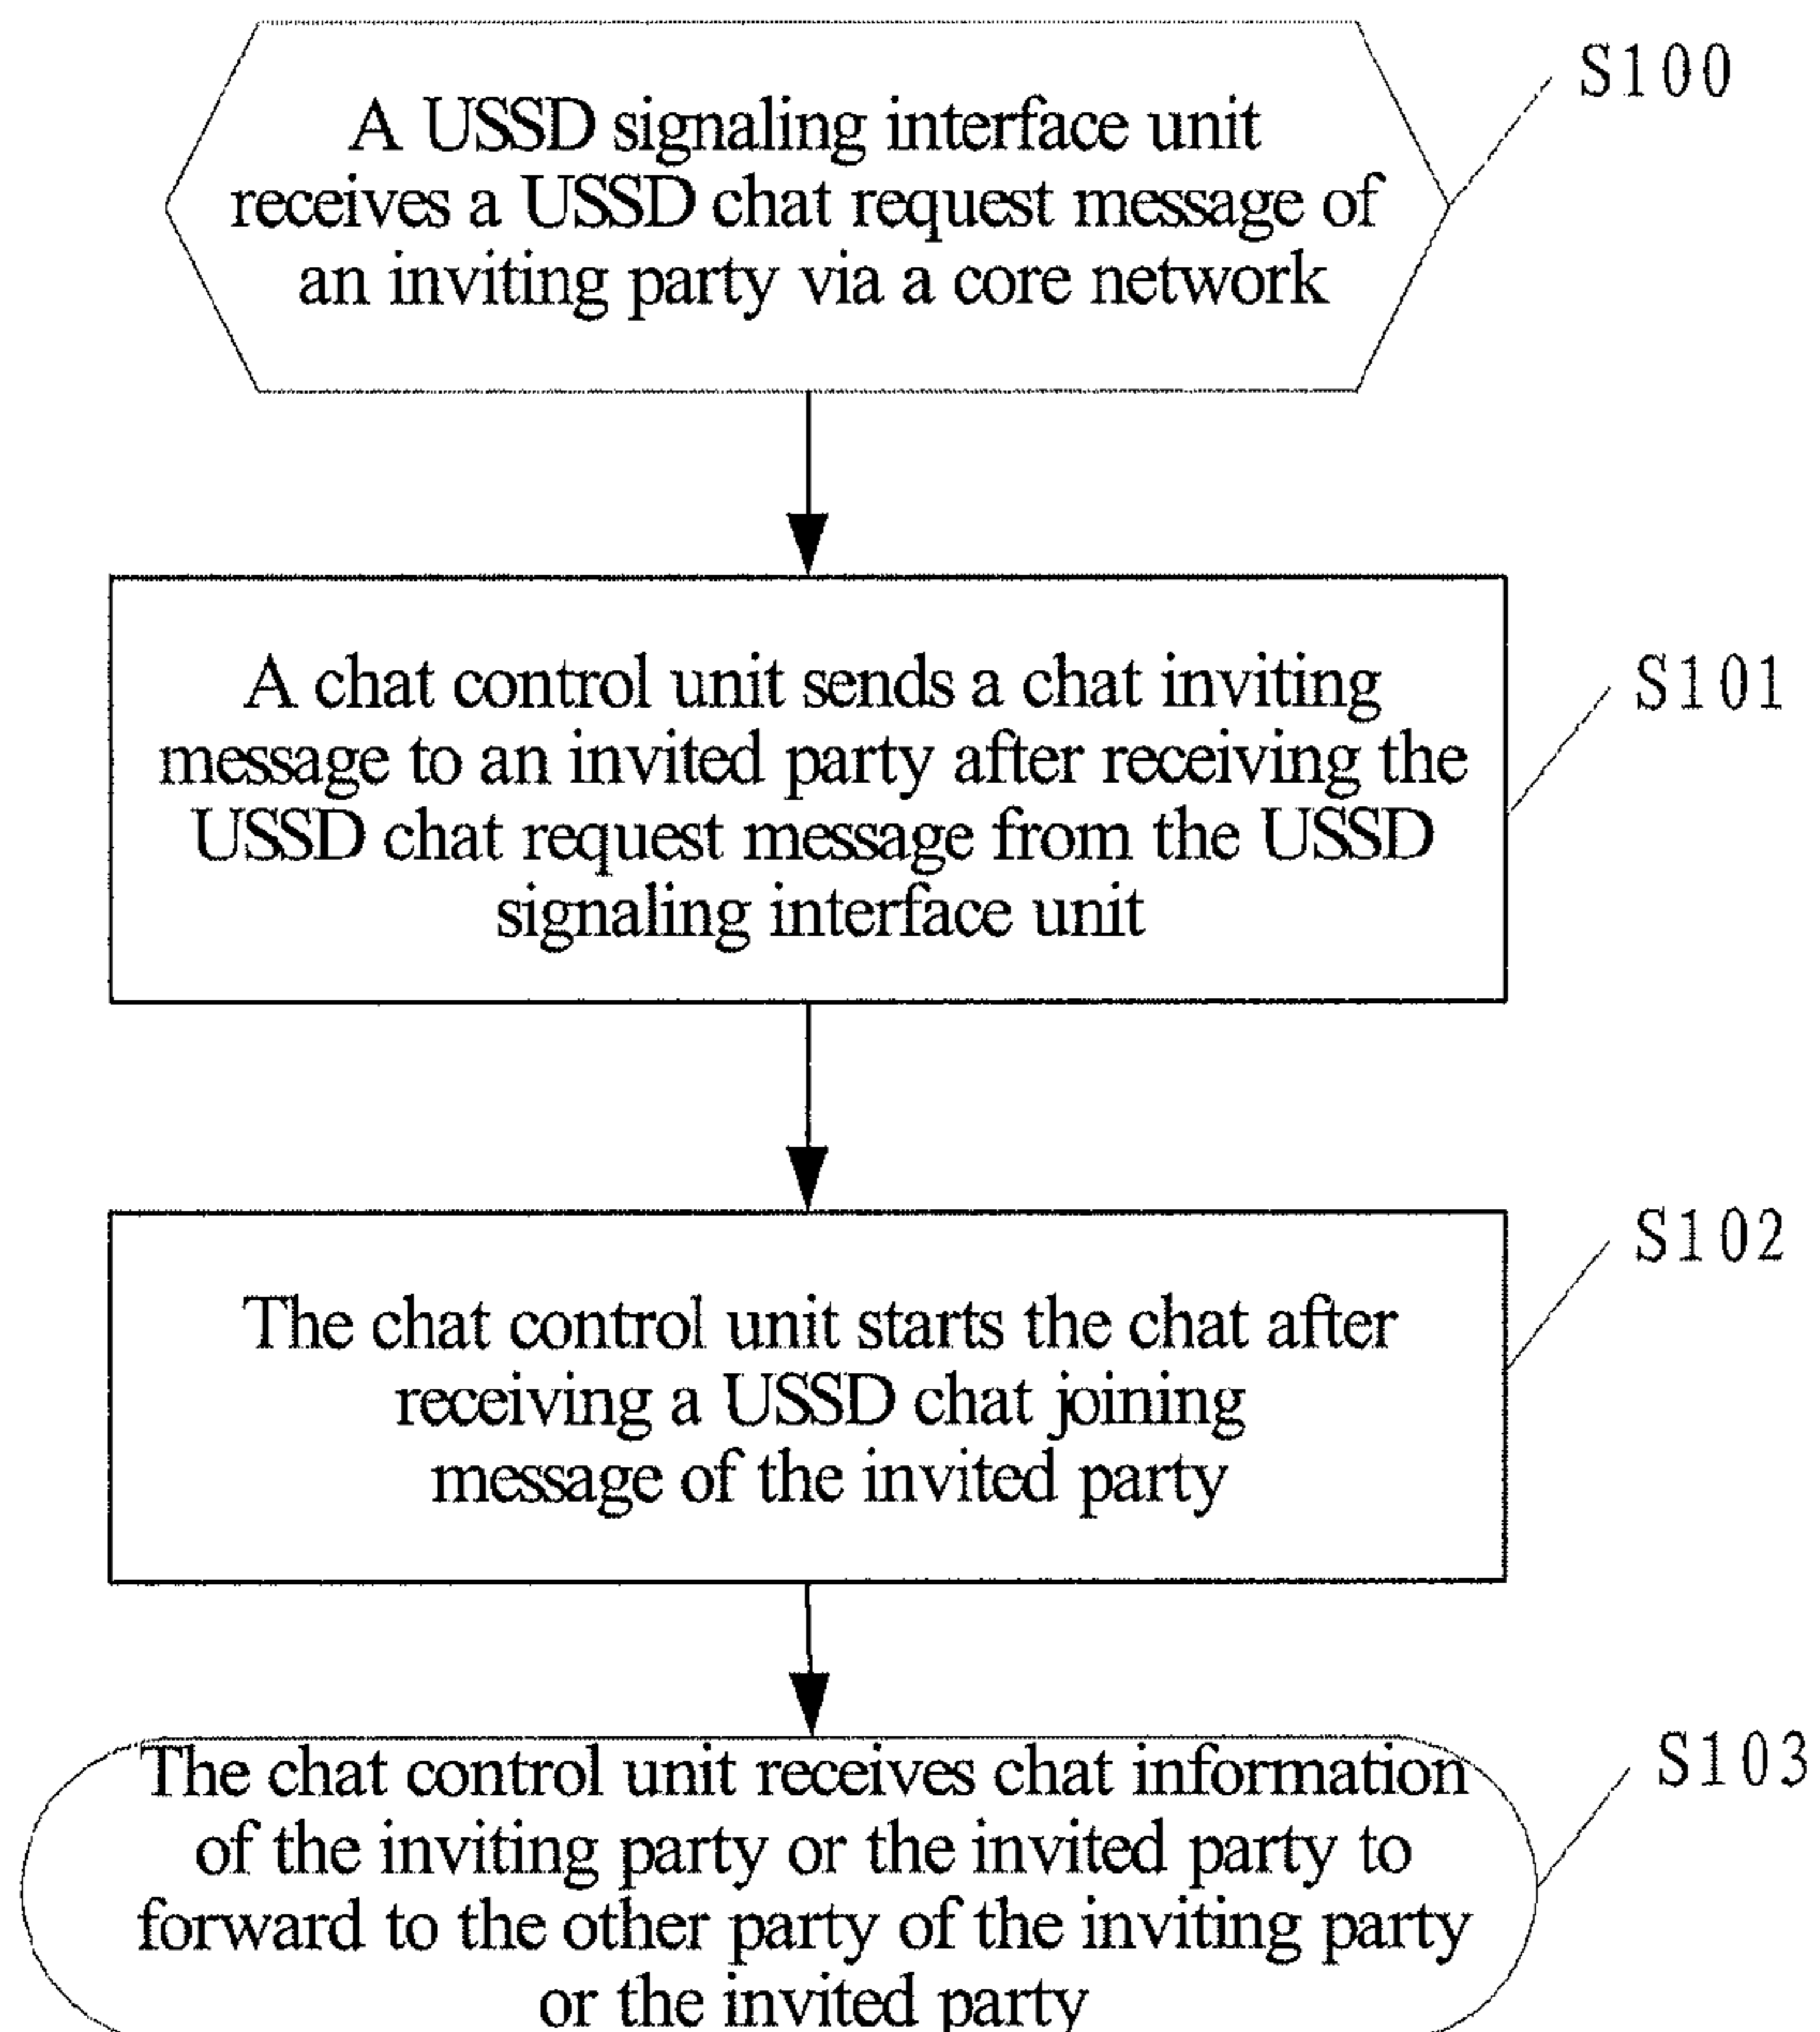 A USSD signaling interface unit
receives a USSD chat request message of
an inviting party via a core network
S100
A chat control unit sends a chat inviting
message to an invited party after receiving the
USSD chat request message from the USSD
signaling interface unit
S101
The chat control unit starts the chat after
receiving a USSD chat joining
message of the invited party
S102
The chat control unit receives chat information
of the inviting party or the invited party to
forward to the other party of the inviting party
or the invited party
S103